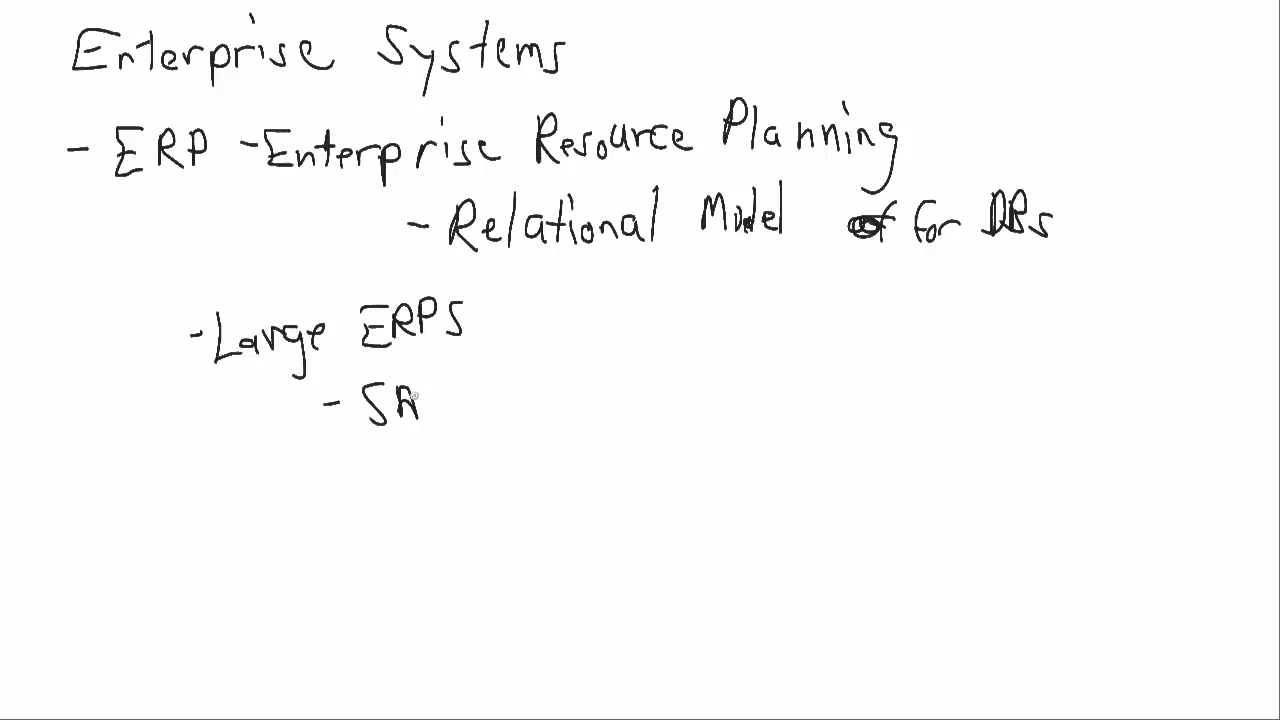 Enterprise Systems
- ERP - Enterprise Resource Planning
- Relational Model for DBs
- Large ERPS
- SA